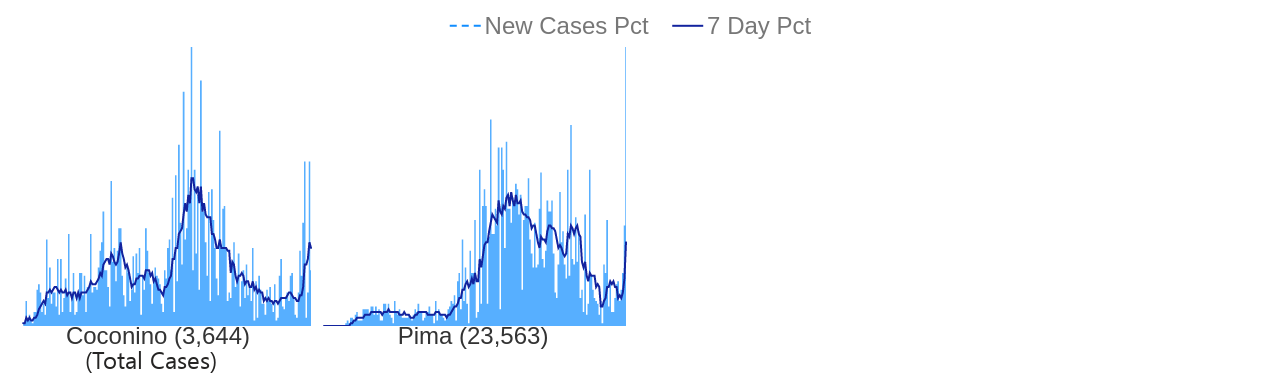 New Cases Pct 7 Day Pct
Coconino (3,644) Pima (23,563)
(Total Cases)